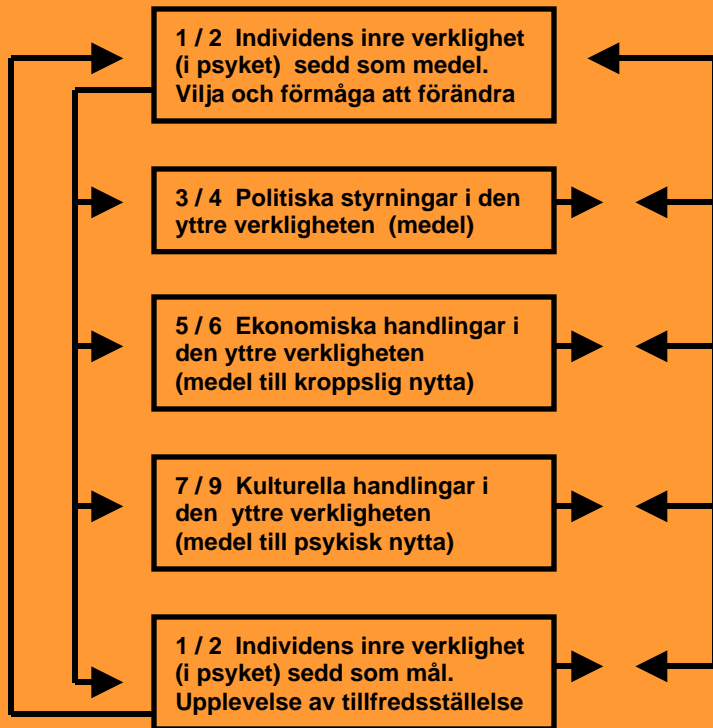 1 / 2 Individens inre verklighet
(i psyket) sedd som medel.
Vilja och förmåga att förändra
3 / 4 Politiska styrningar i den
yttre verkligheten (medel)
5 / 6 Ekonomiska handlingar i
den yttre verkligheten
(medel till kroppslig nytta)
7 / 9 Kulturella handlingar i
den yttre verkligheten
(medel till psykisk nytta)
1 / 2 Individens inre verklighet
(i psyket) sedd som mål.
Upplevelse av tillfredsställelse